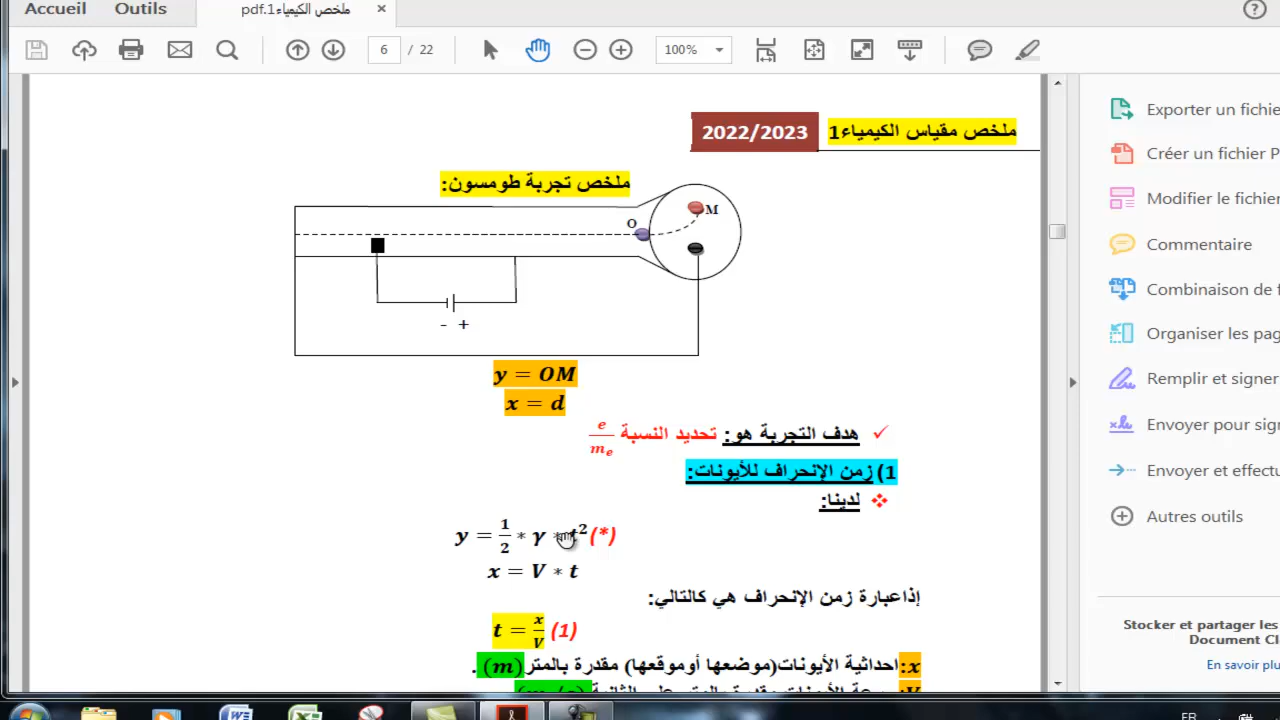 Accueil Outils ملخص الكيمياء1.pdf ×
6 / 22 100%
Exporter un fichier
Créer un fichier P
Modifier le fichier
Commentaire
Combinaison de f
Organiser les pag
Remplir et signer
Envoyer pour sign
Envoyer et effectu
Autres outils
Stocker et partager les
Document Cl
En savoir plu
ملخص مقياس الكيمياء1 2022/2023
ملخص تجربة طومسون:
O M
- +
y = OM
x = d
✓ هدف التجربة هو: تحديد النسبة e/mₑ
1) زمن الإنحراف للأيونات:
❖ لدينا:
y = 1/2 * γ * t² (*)
x = V * t
إذاعبارة زمن الإنحراف هي كالتالي:
t = x/V (1)
x: احداثية الأيونات(موضعها أوموقعها) مقدرة بالمتر(m) .
FR